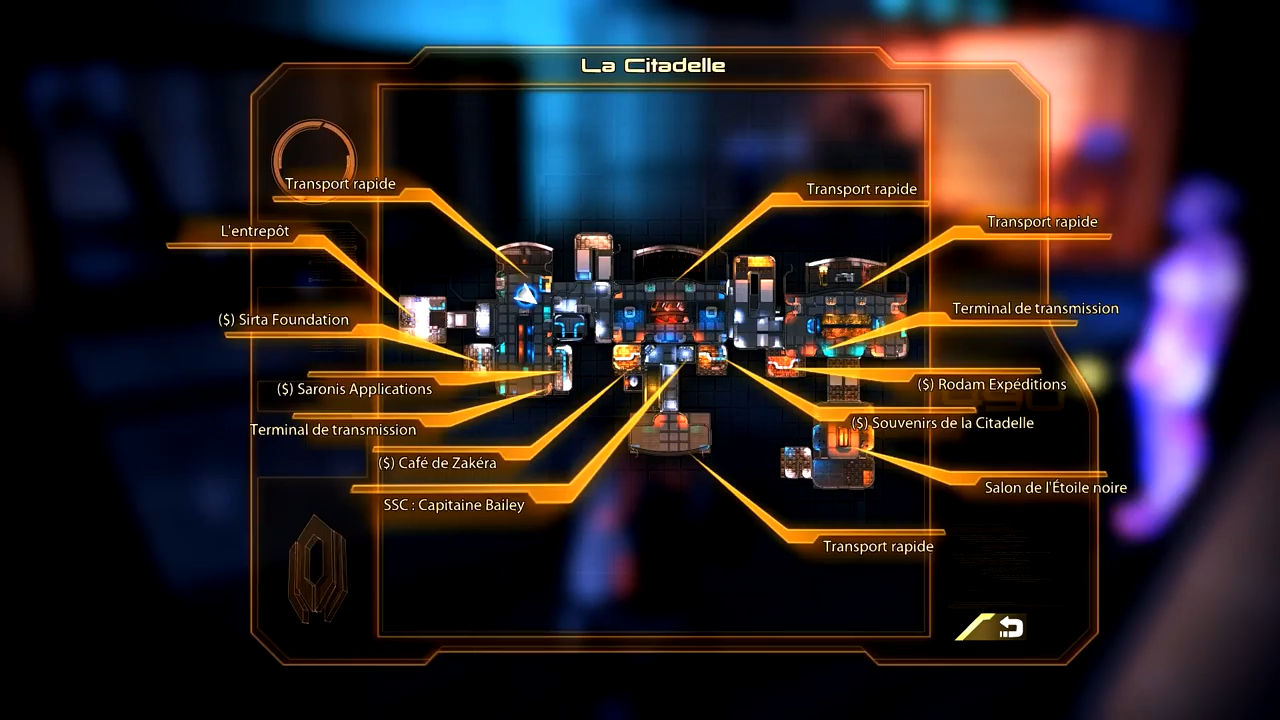 La Citadelle
Transport rapide
Transport rapide
Transport rapide
L'entrepôt
Terminal de transmission
($) Sirta Foundation
($) Rodam Expéditions
($) Saronis Applications
($) Souvenirs de la Citadelle
Terminal de transmission
($) Café de Zakéra
Salon de l'Étoile noire
SSC : Capitaine Bailey
Transport rapide